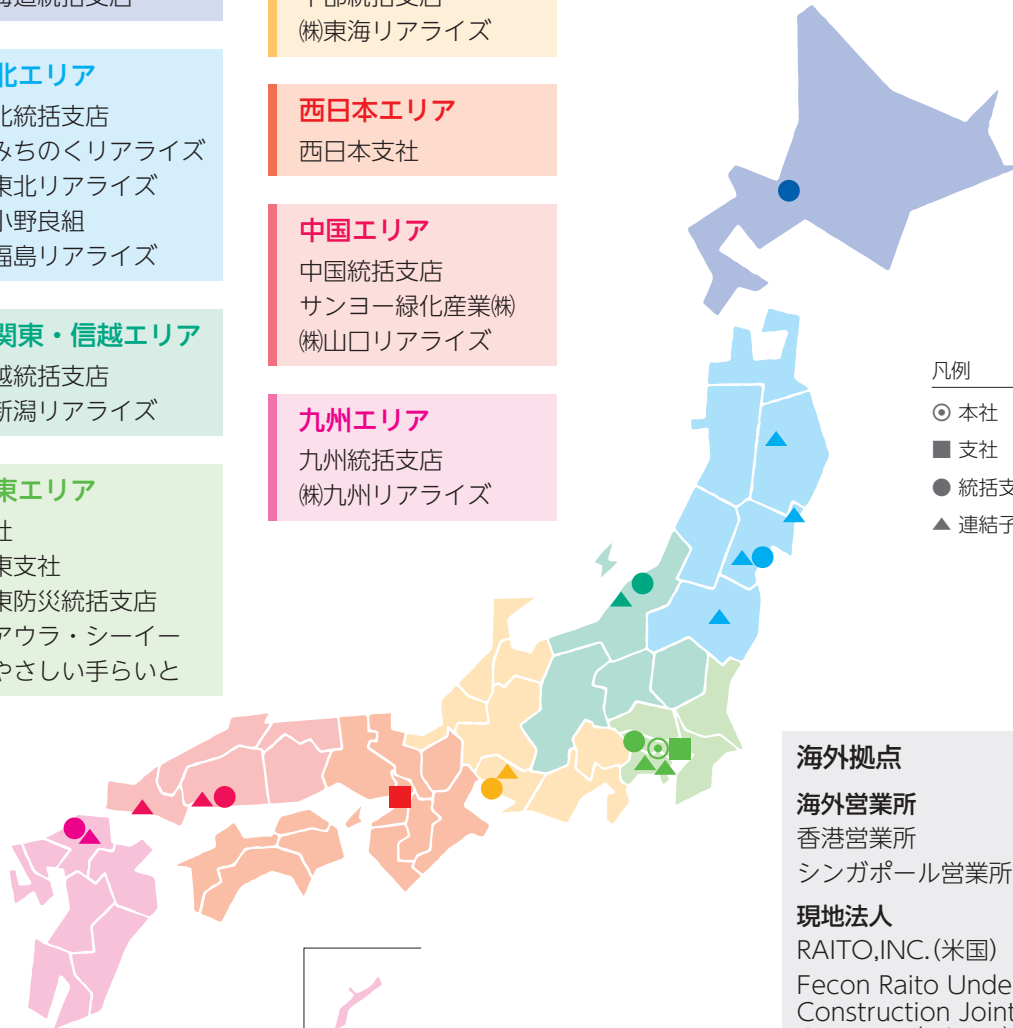 北エリア
北統括支店
みちのくリアライズ
東北リアライズ
小野良組
福島リアライズ
関東・信越エリア
越統括支店
新潟リアライズ
東エリア
社
東支社
東防災統括支店
アウラ・シーイー
やさしい手らいと
㈱東海リアライズ
西日本エリア
西日本支社
中国エリア
中国統括支店
サンヨー緑化産業㈱
㈱山口リアライズ
九州エリア
九州統括支店
㈱九州リアライズ
凡例
本社
支社
統括支
連結子
海外拠点
海外営業所
香港営業所
シンガポール営業所
現地法人
RAITO,INC.(米国)
Fecon Raito Unde
Construction Joint